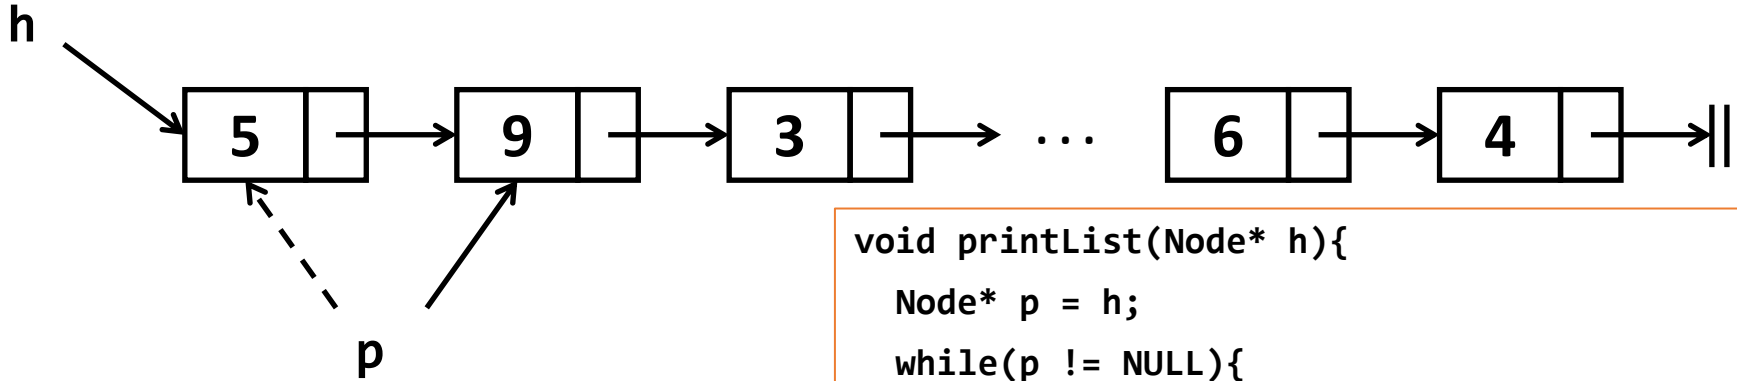 h
5 9 3 ... 6 4
p
void printList(Node* h){
Node* p = h;
while(p != NULL){